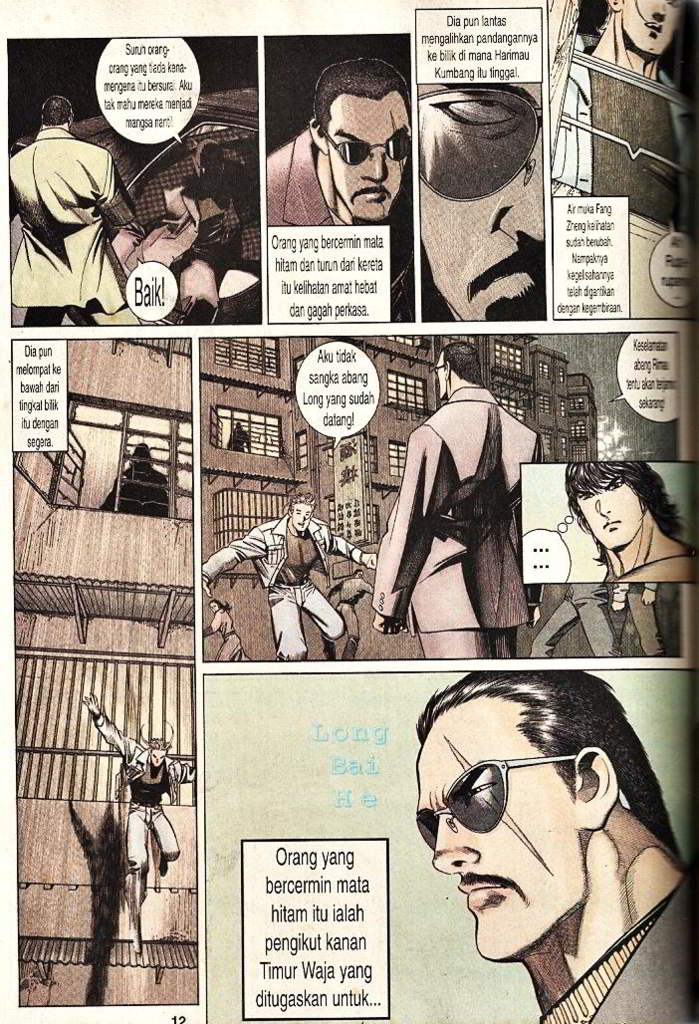 Suruh orang-
orang yang tiada kena-
mengena itu bersurai. Aku
tak mahu mereka menjadi
mangsa nanti!
Baik!
Orang yang bercermin mata
hitam dan turun dari kereta
itu kelihatan amat hebat
dan gagah perkasa.
Dia pun lantas
mengalihkan pandangannya
ke bilik di mana Harimau
Kumbang itu tinggal.
Air muka Fang
Zheng kelihatan
sudah berubah.
Nampaknya
kegelisahannya
telah digantikan
dengan kegembiraan.
Dia pun
melompat ke
bawah dari
tingkat bilik
itu dengan
segera.
Aku tidak
sangka abang
Long yang sudah
datang!
Keselamatan
abang Rimau
tentu akan terjamin
sekarang!
...
...
Long
Bai
He
Orang yang
bercermin mata
hitam itu ialah
pengikut kanan
Timur Waja yang
ditugaskan untuk...
12